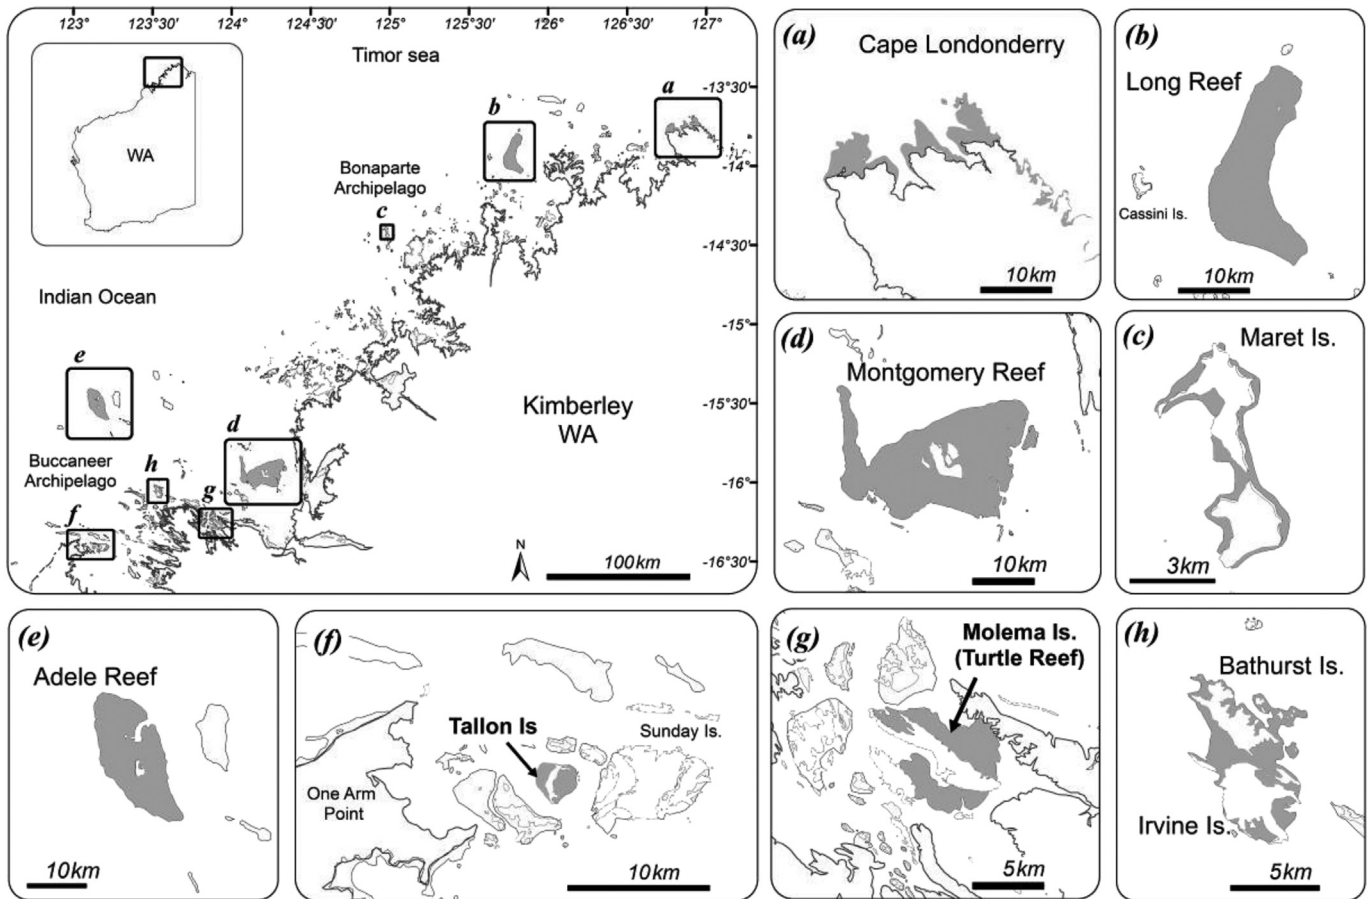 123° 123°30' 124° 124°30' 125° 125°30' 126° 126°30' 127°
Timor sea
-13°30'
-14°
-14°30'
-15°
-15°30'
-16°
-16°30'
WA
a
b
Bonaparte
Archipelago
c
Indian Ocean
e
d
Kimberley
WA
Buccaneer
Archipelago
h
g
f
N
100km
(a)
Cape Londonderry
10km
(b)
Long Reef
Cassini Is.
10km
(d)
Montgomery Reef
10km
(c)
Maret Is.
3km
(e)
Adele Reef
10km
(f)
Tallon Is
Sunday Is.
One Arm
Point
10km
(g)
Molema Is.
(Turtle Reef)
5km
(h)
Bathurst Is.
Irvine Is.
5km